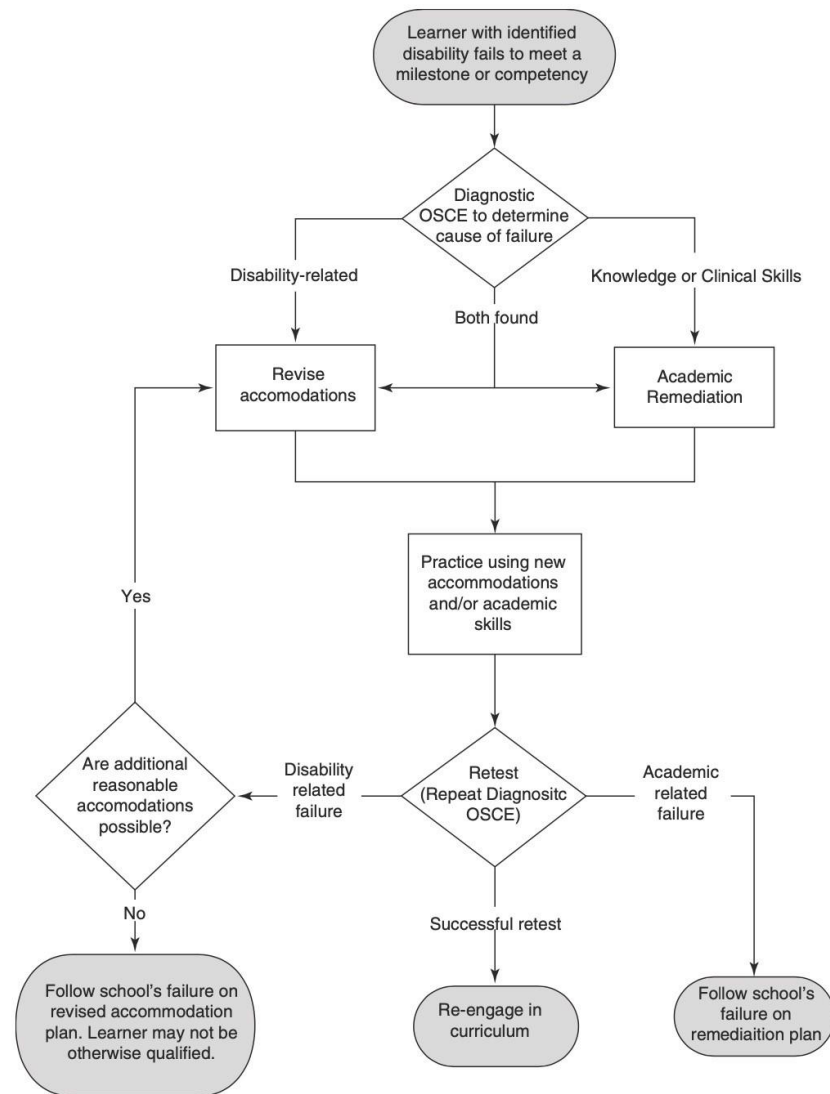 Learner with identified
disability fails to meet a
milestone or competency
Diagnostic
OSCE to determine
cause of failure
Disability-related
Knowledge or Clinical Skills
Both found
Revise
accomodations
Academic
Remediation
Practice using new
accommodations
and/or academic
skills
Yes
Are additional
reasonable
accomodations
possible?
Disability
related
failure
Retest
(Repeat Diagnositc
OSCE)
Academic
related
failure
No
Successful retest
Follow school's failure on
revised accommodation
plan. Learner may not be
otherwise qualified.
Re-engage in
curriculum
Follow school's
failure on
remediaition plan